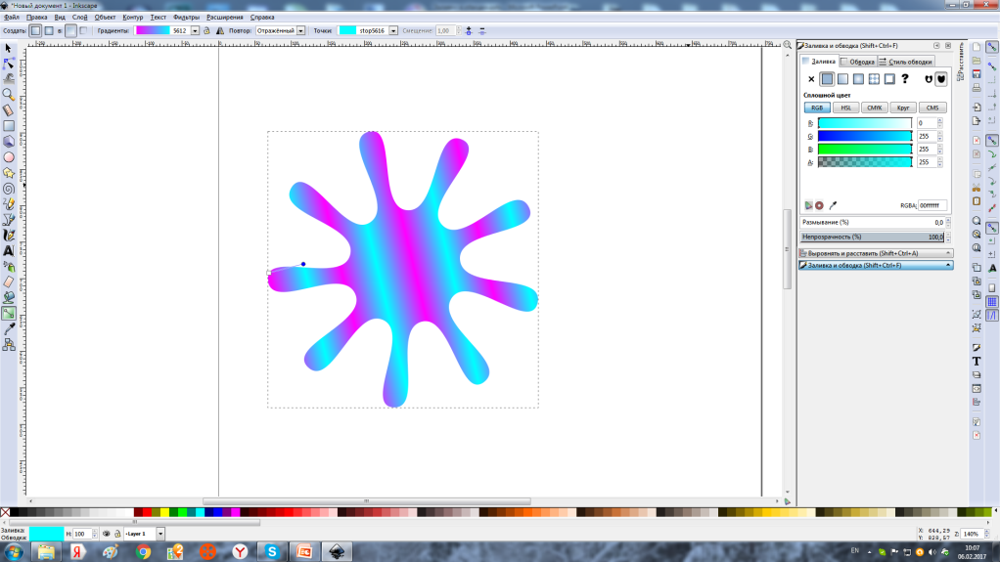 *Новый документ 1 - Inkscape
Файл Правка Вид Слой Объект Контур Текст Фильтры Расширения Справка
Создать: в: Градиенты: 5612 Повтор: Отражённый Точки: stop5616 Смещение: 1,00
Заливка и обводка (Shift+Ctrl+F)
Заливка Обводка Стиль обводки
Сплошной цвет
RGB HSL CMYK Круг CMS
R: 0
G: 255
B: 255
A: 255
RGBA: 00ffffff
Размывание (%) 0,0
Непрозрачность (%) 100,0
Выровнять и расставить (Shift+Ctrl+A)
Заливка и обводка (Shift+Ctrl+F)
Заливка:
Обводка:
Н: 100
Layer 1
X: 644,29
Y: 828,57
Z: 140%
EN
10:07
06.02.2017